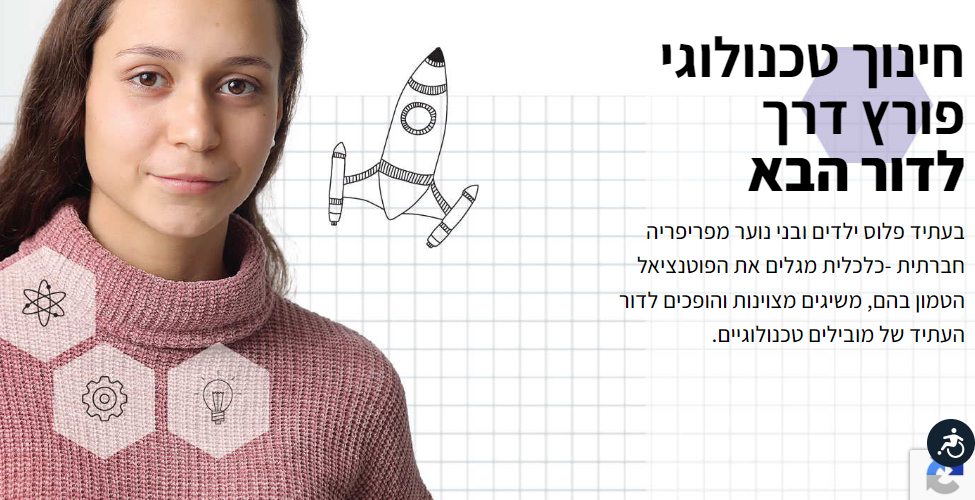 חינוך טכנולוגי
פורץ דרך
לדור הבא
בעתיד פלוס ילדים ובני נוער מפריפריה
חברתית -כלכלית מגלים את הפוטנציאל
הטמון בהם, משיגים מצוינות והופכים לדור
העתיד של מובילים טכנולוגיים.